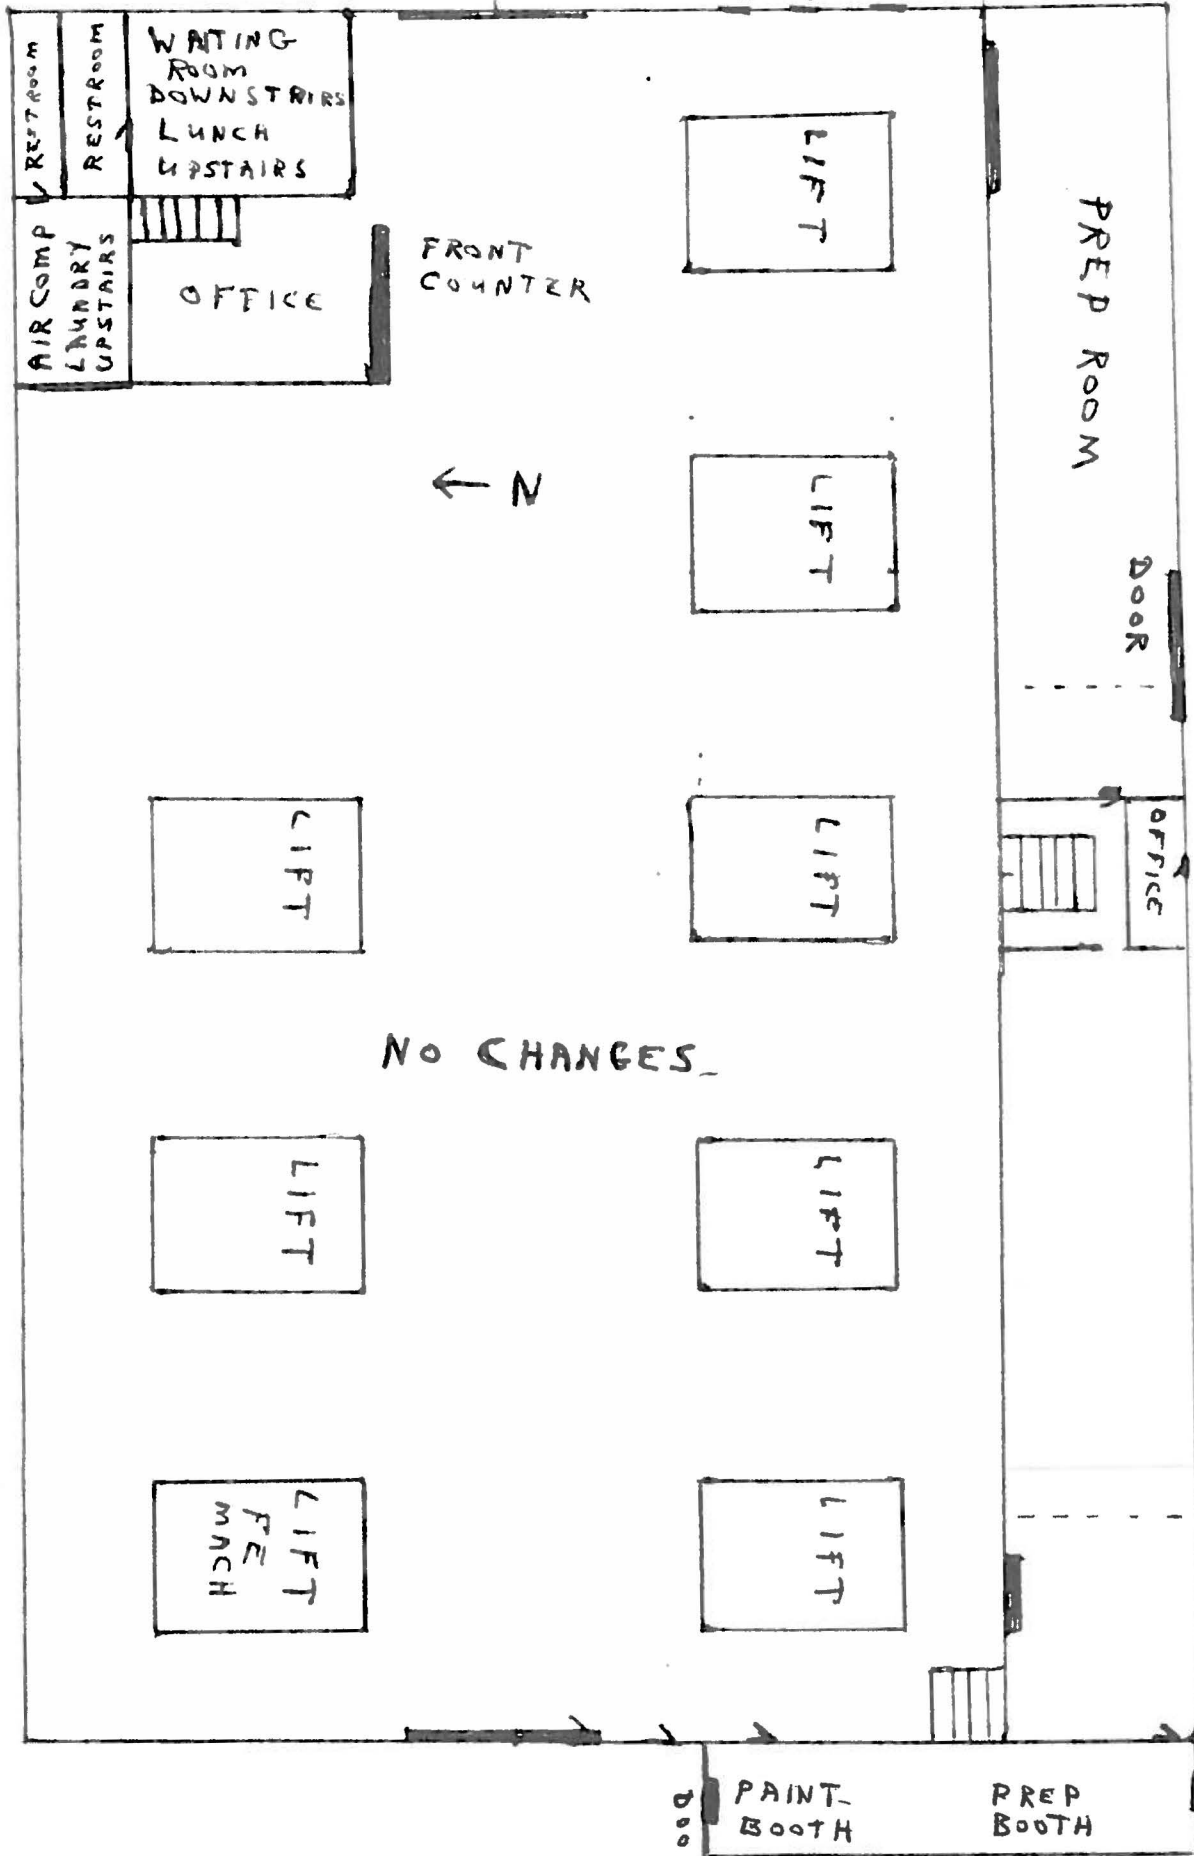 RESTROOM
RESTROOM
WAITING
ROOM
DOWNSTAIRS
LUNCH
UPSTAIRS
AIR COMP
LAUNDRY
UPSTAIRS
OFFICE
FRONT
COUNTER
LIFT
PREP ROOM
← N
LIFT
DOOR
LIFT
LIFT
OFFICE
NO CHANGES
LIFT
LIFT
LIFT
FE
MACH
LIFT
DOO
PAINT
BOOTH
PREP
BOOTH